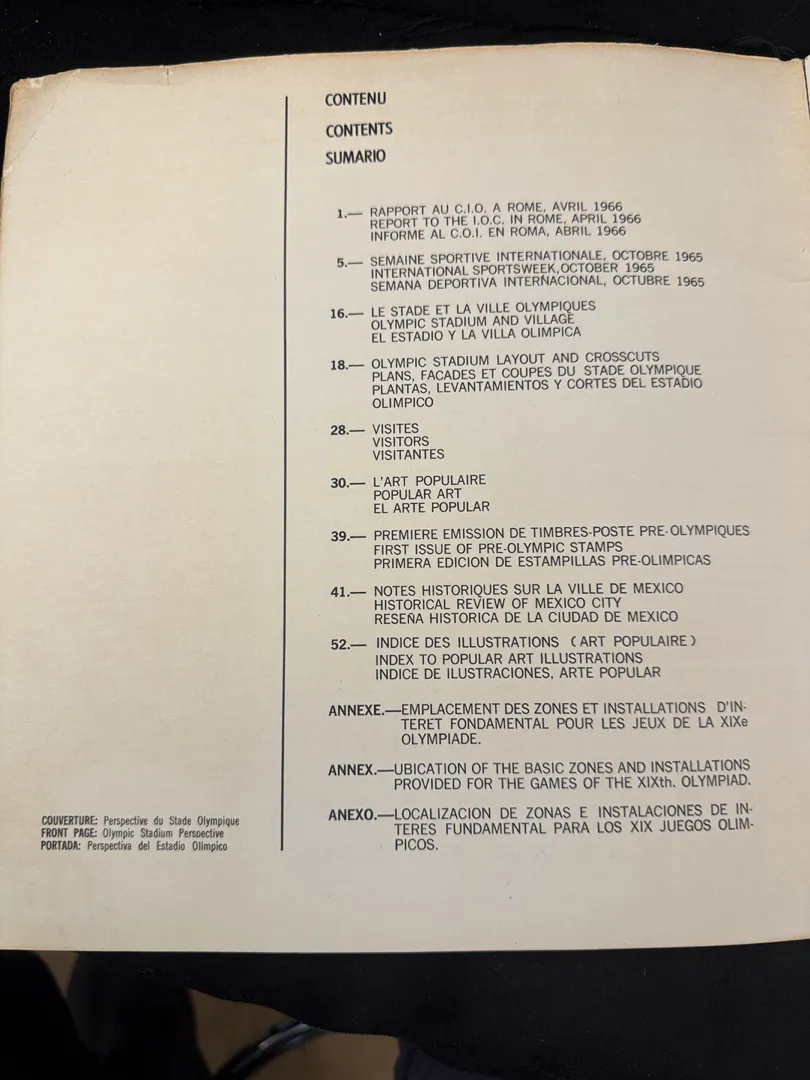 CONTENU
CONTENTS
SUMARIO
1.— RAPPORT AU C.I.O. A ROME, AVRIL 1966
REPORT TO THE I.O.C. IN ROME, APRIL 1966
INFORME AL C.O.I. EN ROMA, ABRIL 1966
5.— SEMAINE SPORTIVE INTERNATIONALE, OCTOBRE 1965
INTERNATIONAL SPORTSWEEK,OCTOBER 1965
SEMANA DEPORTIVA INTERNACIONAL, OCTUBRE 1965
16.— LE STADE ET LA VILLE OLYMPIQUES
OLYMPIC STADIUM AND VILLAGE
EL ESTADIO Y LA VILLA OLIMPICA
18.— OLYMPIC STADIUM LAYOUT AND CROSSCUTS
PLANS, FACADES ET COUPES DU STADE OLYMPIQUE
PLANTAS, LEVANTAMIENTOS Y CORTES DEL ESTADIO
OLIMPICO
28.— VISITES
VISITORS
VISITANTES
30.— L'ART POPULAIRE
POPULAR ART
EL ARTE POPULAR
39.— PREMIERE EMISSION DE TIMBRES-POSTE PRE-OLYMPIQUES
FIRST ISSUE OF PRE-OLYMPIC STAMPS
PRIMERA EDICION DE ESTAMPILLAS PRE-OLIMPICAS
41.— NOTES HISTORIQUES SUR LA VILLE DE MEXICO
HISTORICAL REVIEW OF MEXICO CITY
RESEÑA HISTORICA DE LA CIUDAD DE MEXICO
52.— INDICE DES ILLUSTRATIONS (ART POPULAIRE)
INDEX TO POPULAR ART ILLUSTRATIONS
INDICE DE ILUSTRACIONES, ARTE POPULAR
ANNEXE.—EMPLACEMENT DES ZONES ET INSTALLATIONS D'IN-
TERET FONDAMENTAL POUR LES JEUX DE LA XIXe
OLYMPIADE.
ANNEX.—UBICATION OF THE BASIC ZONES AND INSTALLATIONS
PROVIDED FOR THE GAMES OF THE XIXth. OLYMPIAD.
ANEXO.—LOCALIZACION DE ZONAS E INSTALACIONES DE IN-
TERES FUNDAMENTAL PARA LOS XIX JUEGOS OLIM-
PICOS.
COUVERTURE: Perspective du Stade Olympique
FRONT PAGE: Olympic Stadium Persoective
PORTADA: Perspectiva del Estadio Olímpico